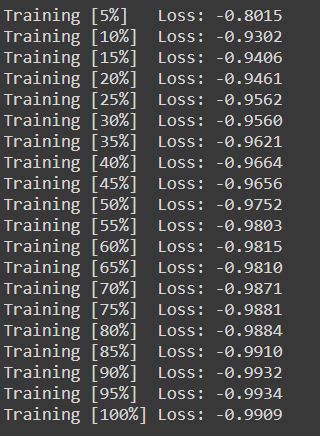 Training [5%]   Loss: -0.8015
Training [10%]  Loss: -0.9302
Training [15%]  Loss: -0.9406
Training [20%]  Loss: -0.9461
Training [25%]  Loss: -0.9562
Training [30%]  Loss: -0.9560
Training [35%]  Loss: -0.9621
Training [40%]  Loss: -0.9664
Training [45%]  Loss: -0.9656
Training [50%]  Loss: -0.9752
Training [55%]  Loss: -0.9803
Training [60%]  Loss: -0.9815
Training [65%]  Loss: -0.9810
Training [70%]  Loss: -0.9871
Training [75%]  Loss: -0.9881
Training [80%]  Loss: -0.9884
Training [85%]  Loss: -0.9910
Training [90%]  Loss: -0.9932
Training [95%]  Loss: -0.9934
Training [100%] Loss: -0.9909